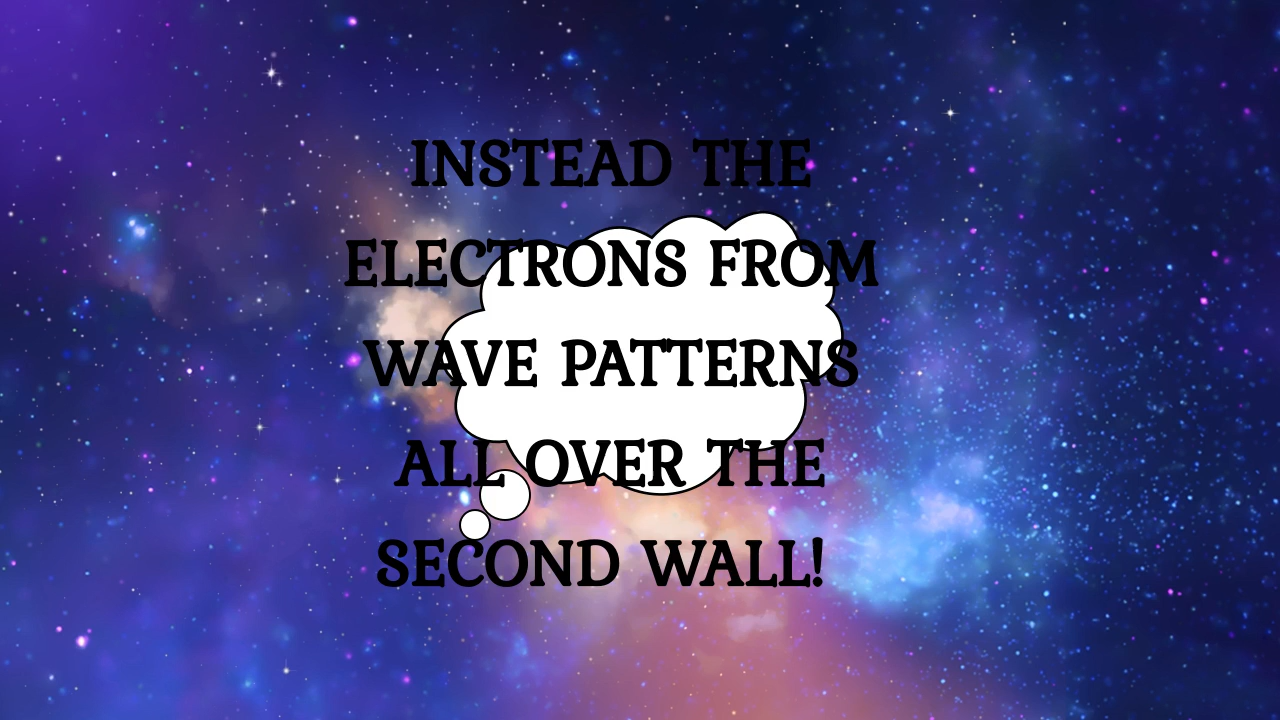 INSTEAD THE
ELECTRONS FROM
WAVE PATTERNS
ALL OVER THE
SECOND WALL!